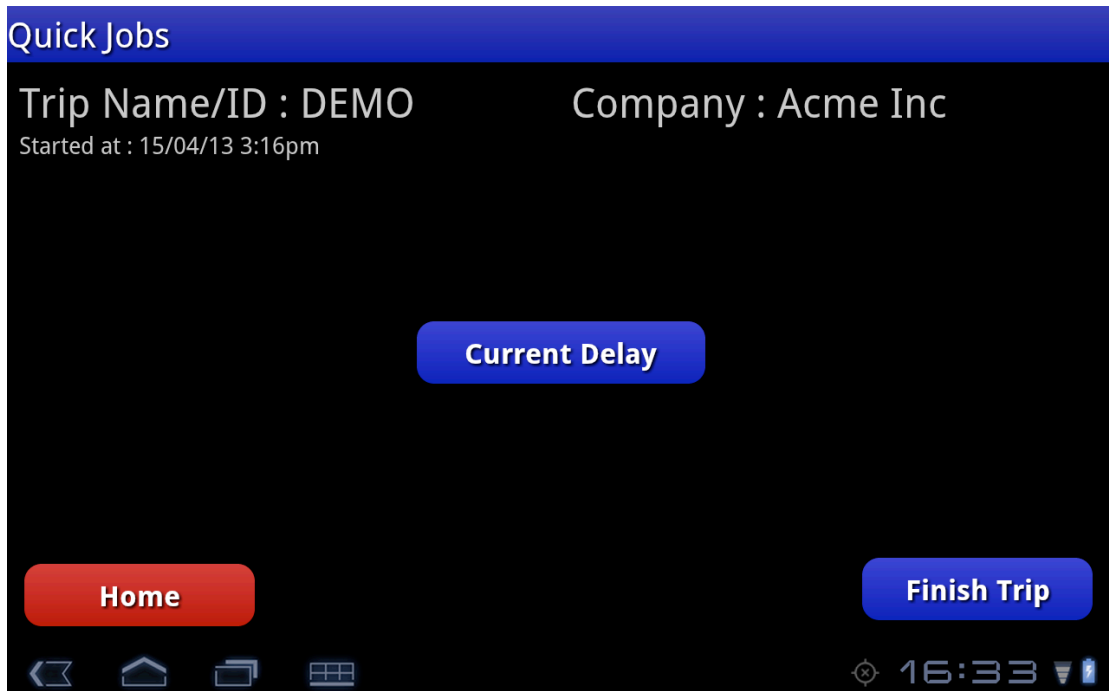 Quick Jobs
Trip Name/ID : DEMO
Company : Acme Inc
Started at : 15/04/13 3:16pm
Current Delay
Home
Finish Trip
16:33